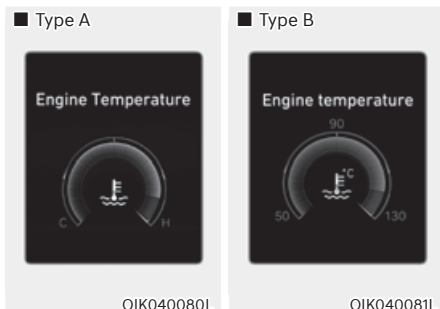 ■ Type A
Engine Temperature
C
H
OIK040080L
■ Type B
Engine temperature
90
°C
50
130
OIK040081L